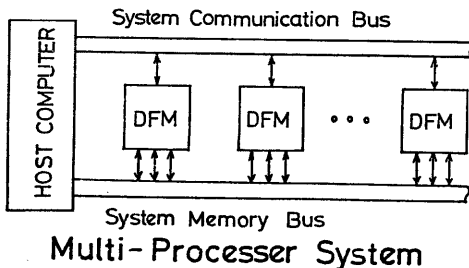 System Communication Bus
HOST COMPUTER
DFM
DFM
DFM
System Memory Bus
Multi-Processer System